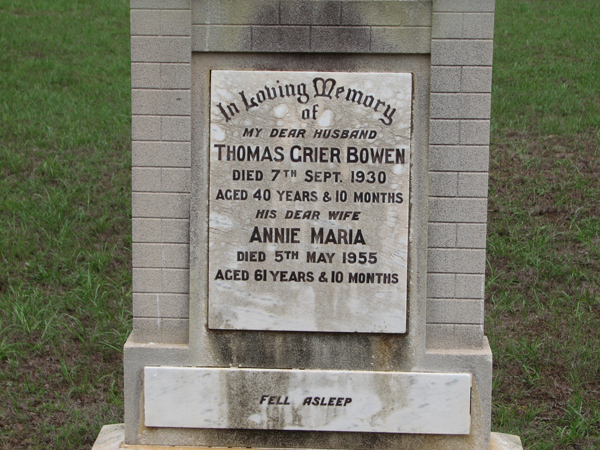 In Loving Memory
of
MY DEAR HUSBAND
THOMAS GRIER BOWEN
DIED 7TH SEPT. 1930
AGED 40 YEARS & 10 MONTHS
HIS DEAR WIFE
ANNIE MARIA
DIED 5TH MAY 1955
AGED 61 YEARS & 10 MONTHS
FELL ASLEEP